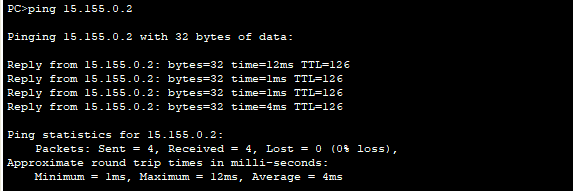 PC>ping 15.155.0.2
Pinging 15.155.0.2 with 32 bytes of data:
Reply from 15.155.0.2: bytes=32 time=12ms TTL=126
Reply from 15.155.0.2: bytes=32 time=1ms TTL=126
Reply from 15.155.0.2: bytes=32 time=1ms TTL=126
Reply from 15.155.0.2: bytes=32 time=4ms TTL=126
Ping statistics for 15.155.0.2:
Packets: Sent = 4, Received = 4, Lost = 0 (0% loss),
Approximate round trip times in milli-seconds:
Minimum = 1ms, Maximum = 12ms, Average = 4ms